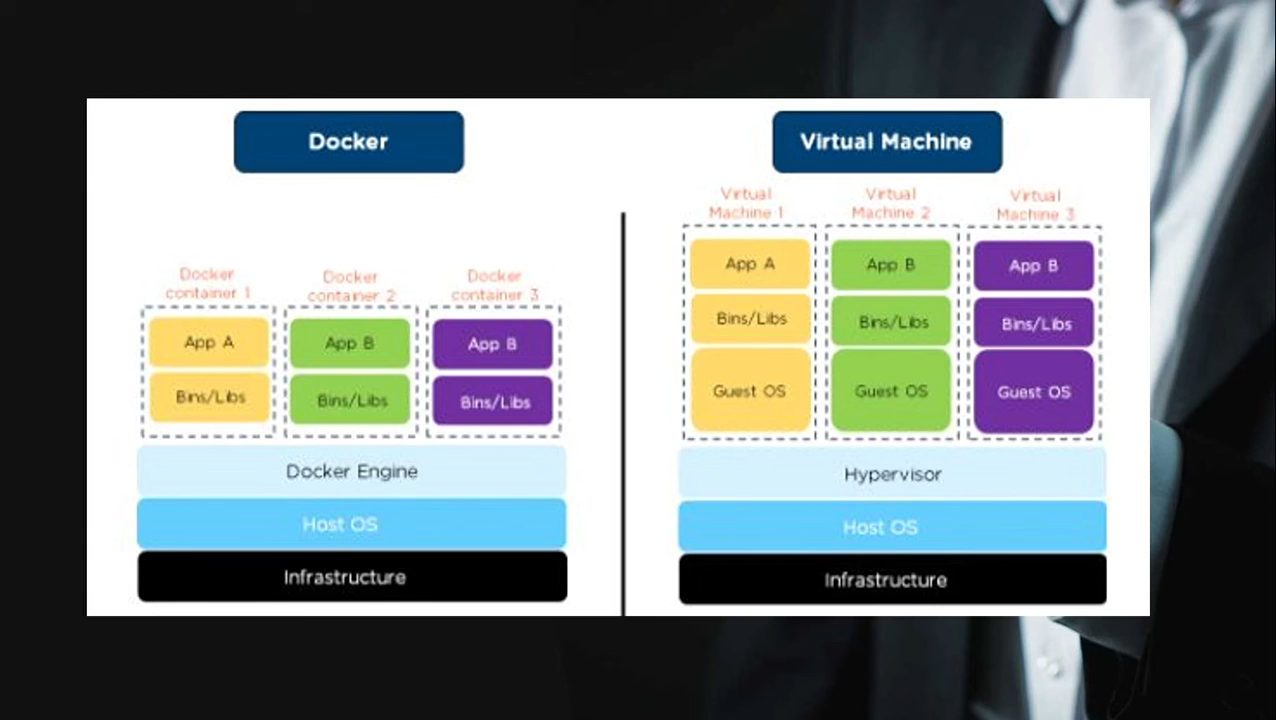 Docker
Docker
container 1
Docker
container 2
Docker
container 3
App A
App B
App B
Bins/Libs
Bins/Libs
Bins/Libs
Docker Engine
Host OS
Infrastructure
Virtual Machine
Virtual
Machine 1
Virtual
Machine 2
Virtual
Machine 3
App A
App B
App B
Bins/Libs
Bins/Libs
Bins/Libs
Guest OS
Guest OS
Guest OS
Hypervisor
Host OS
Infrastructure